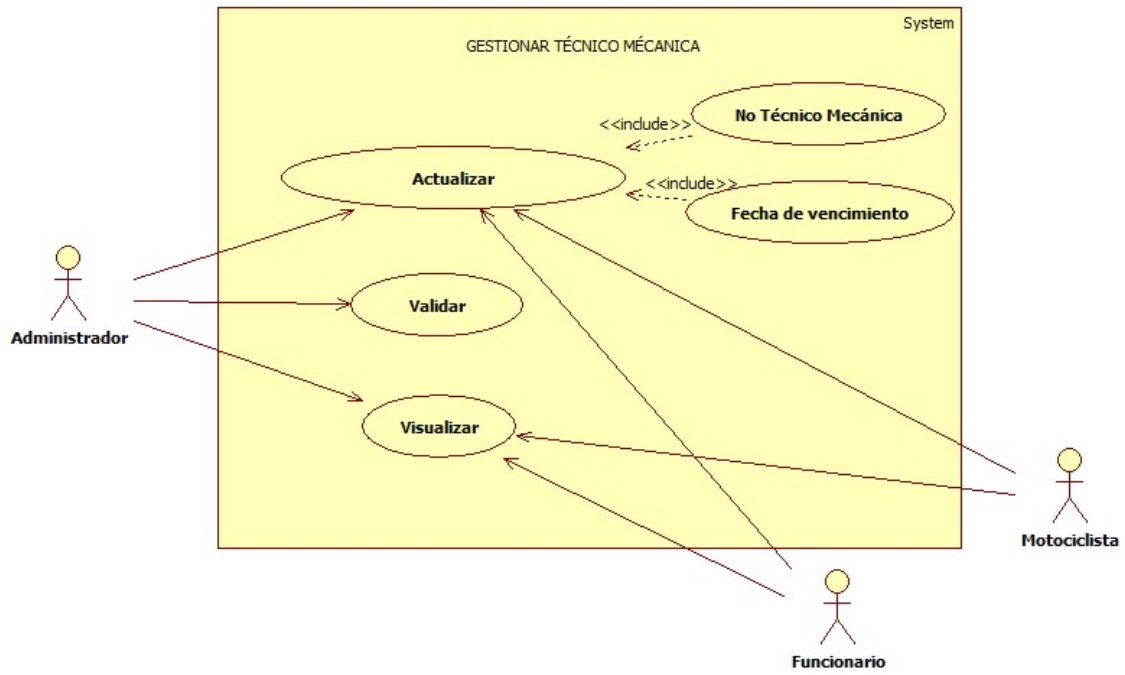 System
GESTIONAR TÉCNICO MÉCANICA
No Técnico Mecánica
<<include>>
Actualizar
<<include>>
Fecha de vencimiento
Validar
Administrador
Visualizar
Motociclista
Funcionario